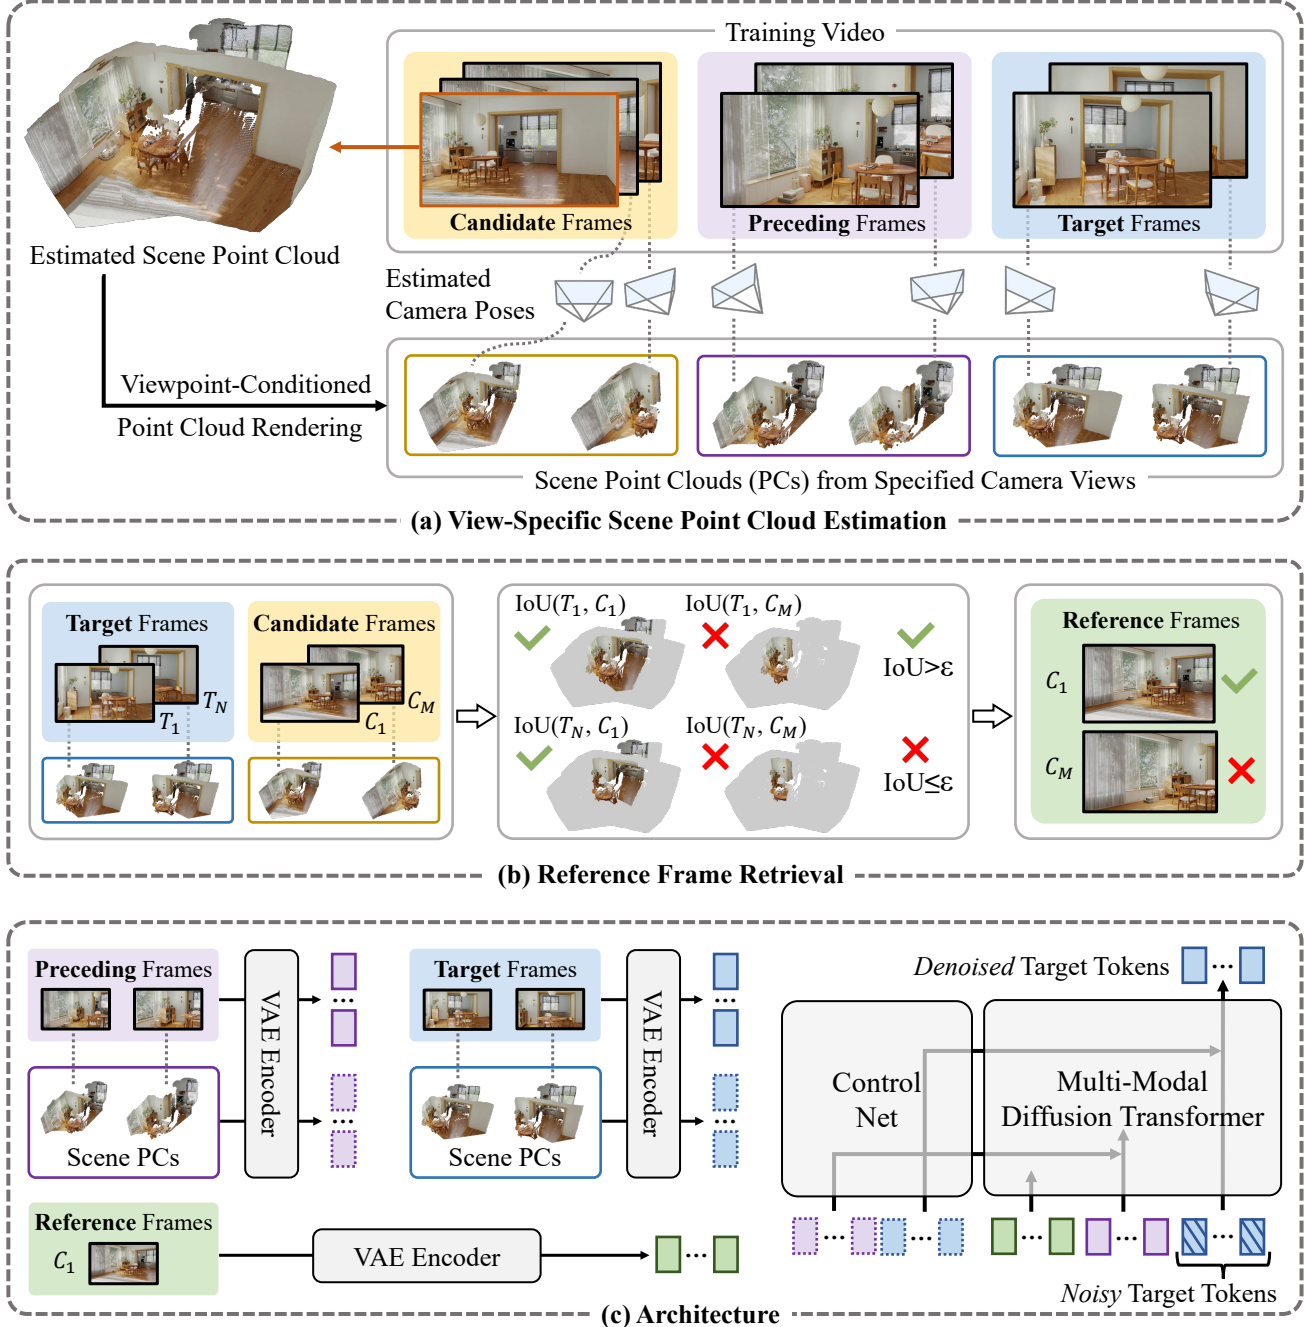 Training Video
Candidate Frames
Preceding Frames
Target Frames
Estimated Scene Point Cloud
Estimated
Camera Poses
Viewpoint-Conditioned
Point Cloud Rendering
Scene Point Clouds (PCs) from Specified Camera Views
(a) View-Specific Scene Point Cloud Estimation
Target Frames
T_N
T_1
Candidate Frames
C_M
C_1
IoU(T_1, C_1)
IoU(T_1, C_M)
IoU>ε
IoU(T_N, C_1)
IoU(T_N, C_M)
IoU≤ε
Reference Frames
C_1
C_M
(b) Reference Frame Retrieval
Preceding Frames
Scene PCs
VAE Encoder
...
...
Target Frames
Scene PCs
VAE Encoder
...
...
Reference Frames
C_1
VAE Encoder
...
Denoised Target Tokens
...
Control
Net
Multi-Modal
Diffusion Transformer
... ... ... ... ...
Noisy Target Tokens
(c) Architecture